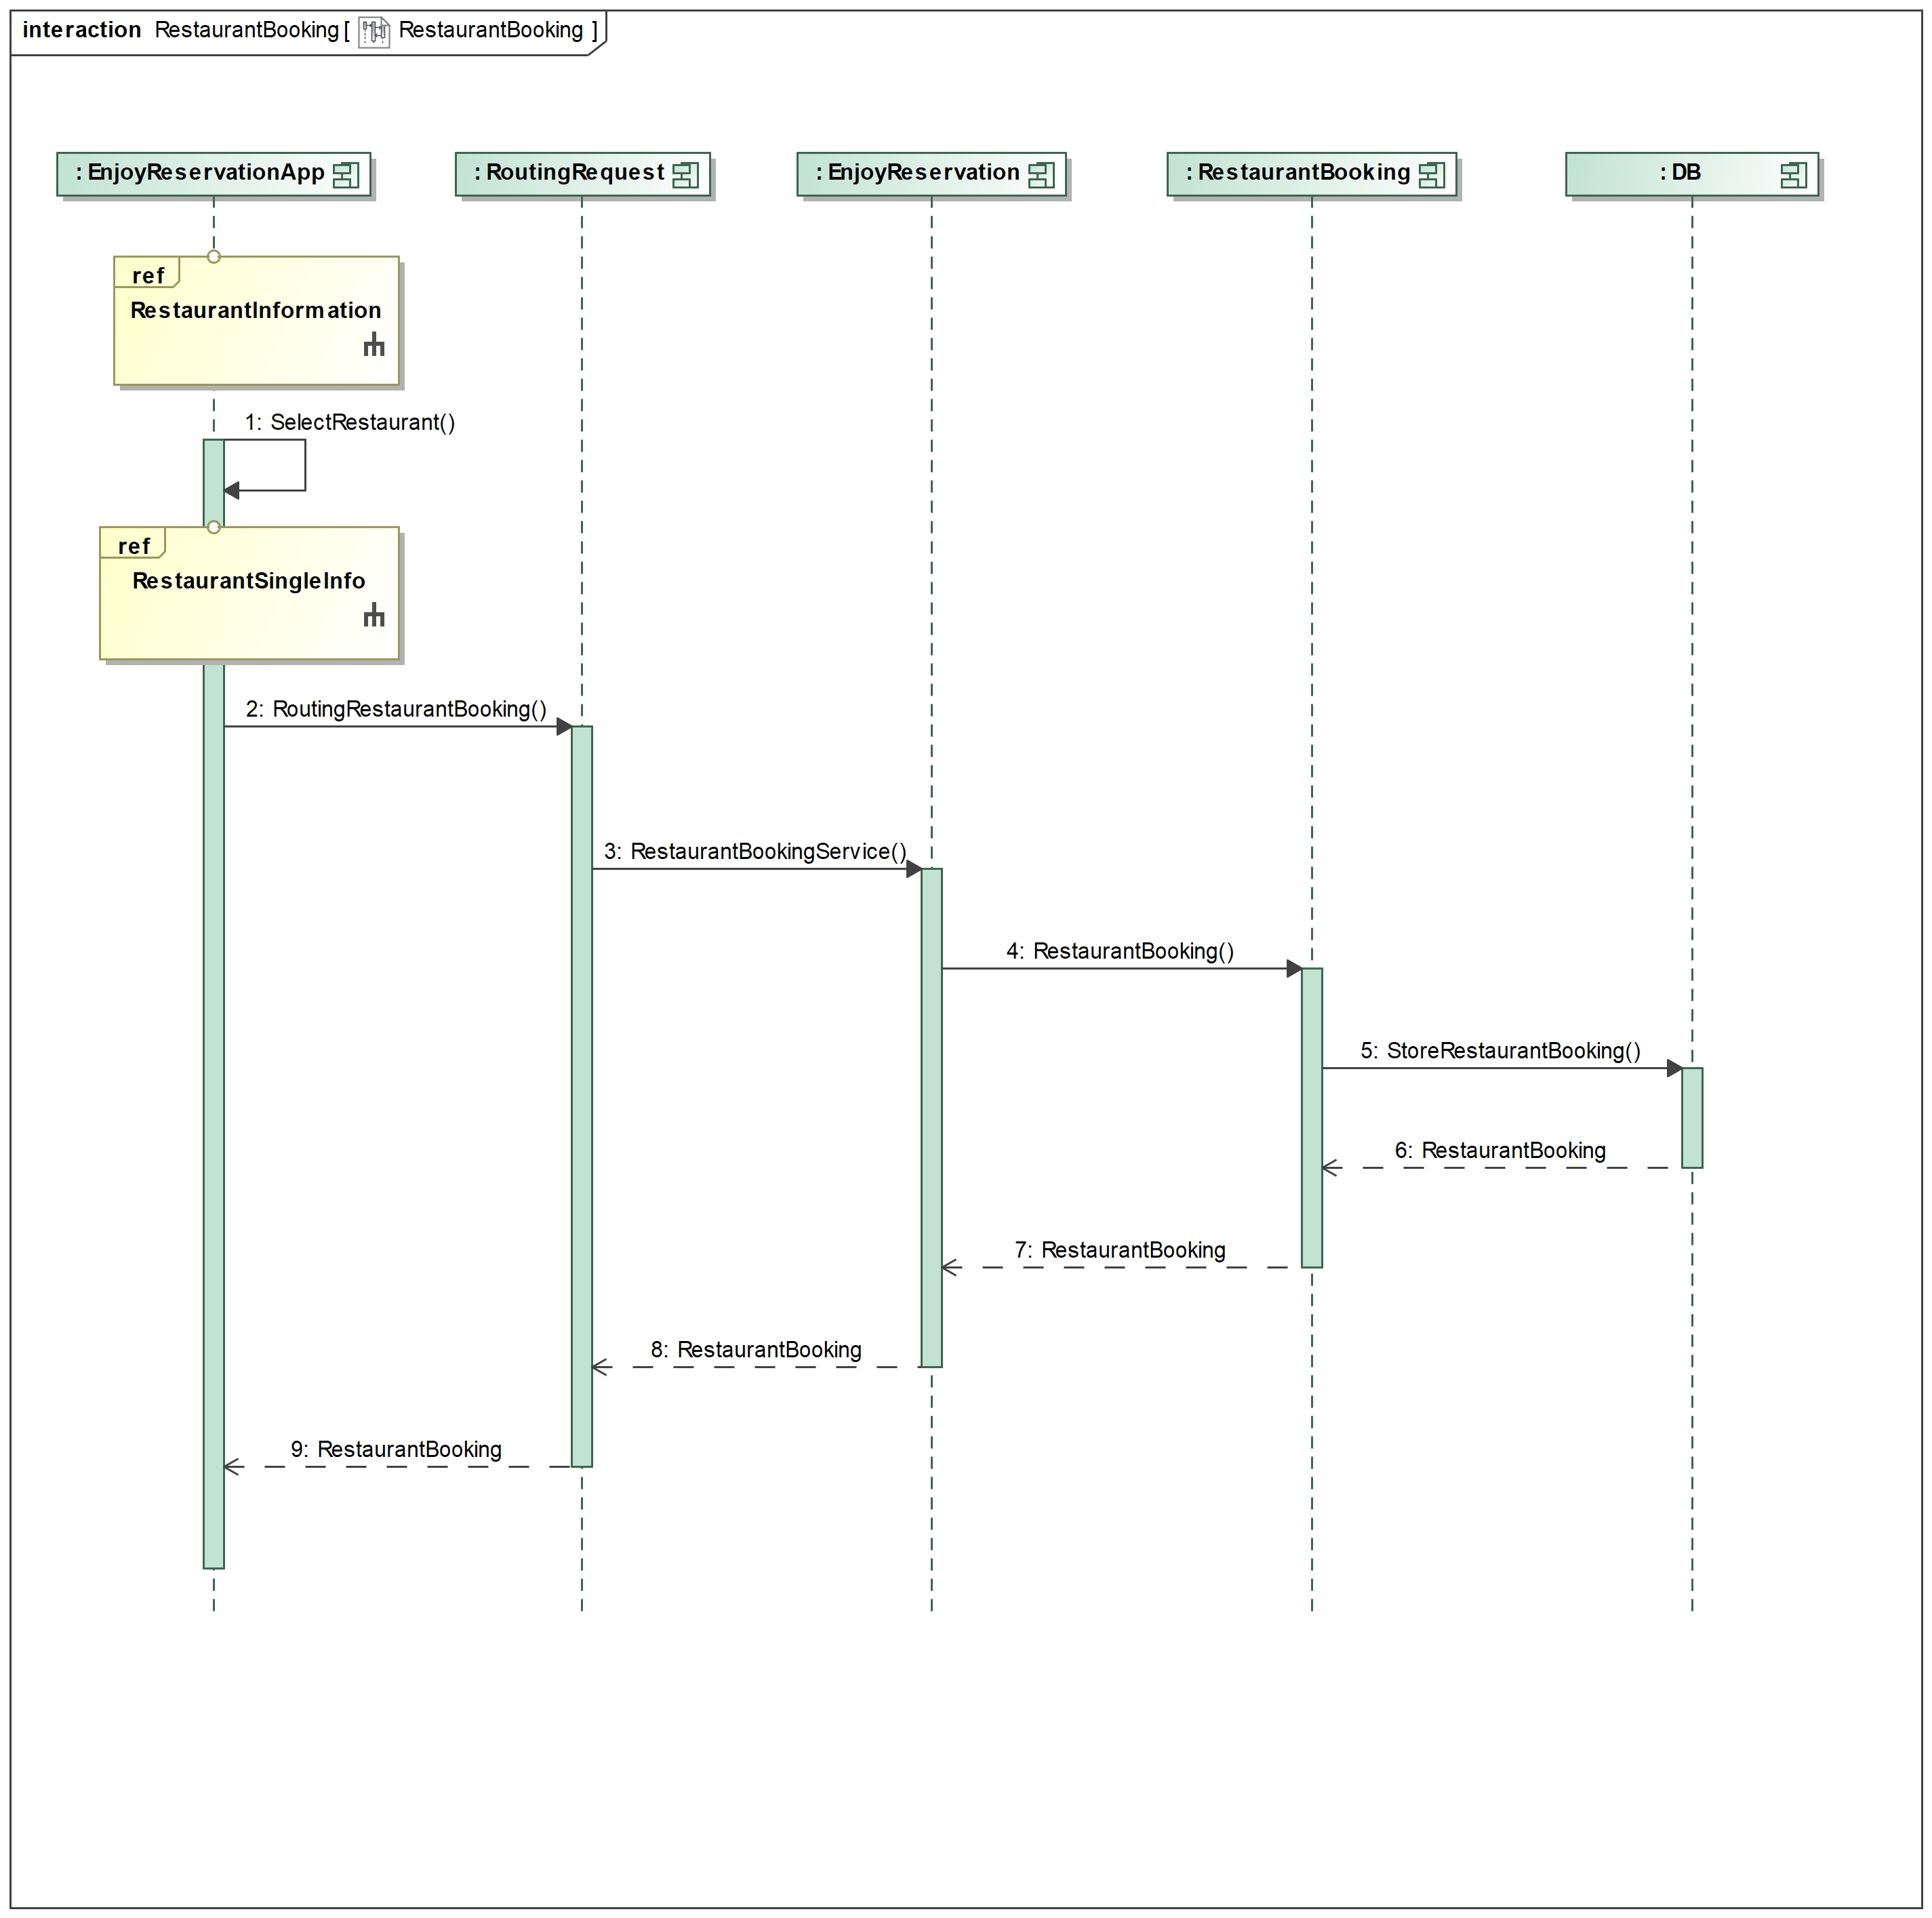 interaction RestaurantBooking [ RestaurantBooking ]
: EnjoyReservationApp
: RoutingRequest
: EnjoyReservation
: RestaurantBooking
: DB
ref
RestaurantInformation
1: SelectRestaurant()
ref
RestaurantSingleInfo
2: RoutingRestaurantBooking()
3: RestaurantBookingService()
4: RestaurantBooking()
5: StoreRestaurantBooking()
6: RestaurantBooking
7: RestaurantBooking
8: RestaurantBooking
9: RestaurantBooking